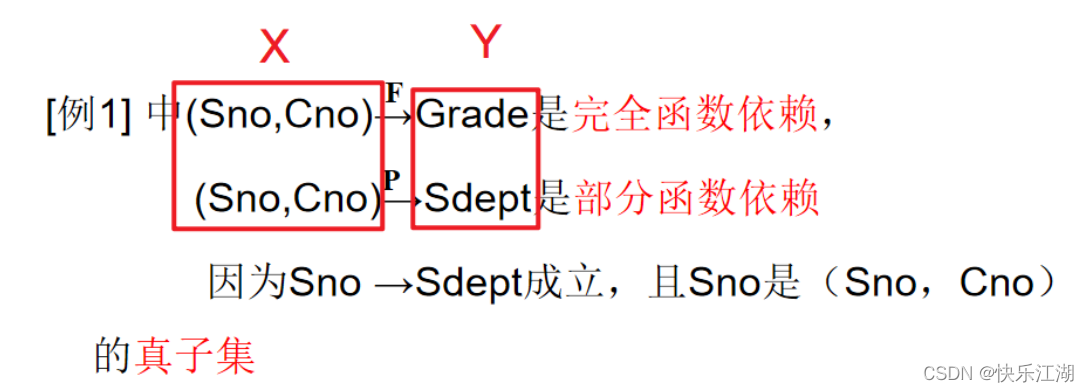 X Y
[例1] 中(Sno,Cno)F→Grade是完全函数依赖，
(Sno,Cno)P→Sdept是部分函数依赖
因为Sno →Sdept成立，且Sno是（Sno，Cno）
的真子集
CSDN @快乐江湖